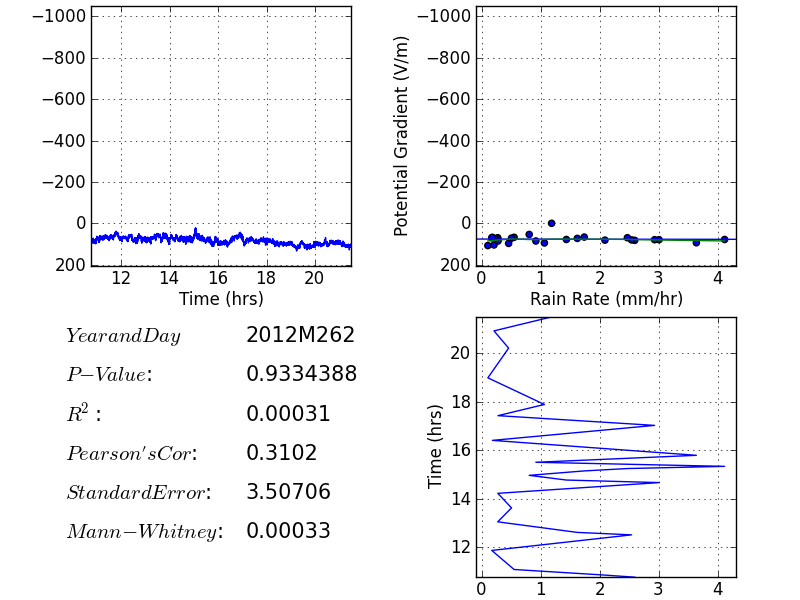 −1000
−800
−600
−400
−200
0
200
12 14 16 18 20
Time (hrs)
Potential Gradient (V/m)
−1000
−800
−600
−400
−200
0
200
0 1 2 3 4
Rain Rate (mm/hr)
YearandDay 2012M262
P−Value: 0.9334388
R²: 0.00031
Pearson'sCor: 0.3102
StandardError: 3.50706
Mann−Whitney: 0.00033
Time (hrs)
20
18
16
14
12
0 1 2 3 4